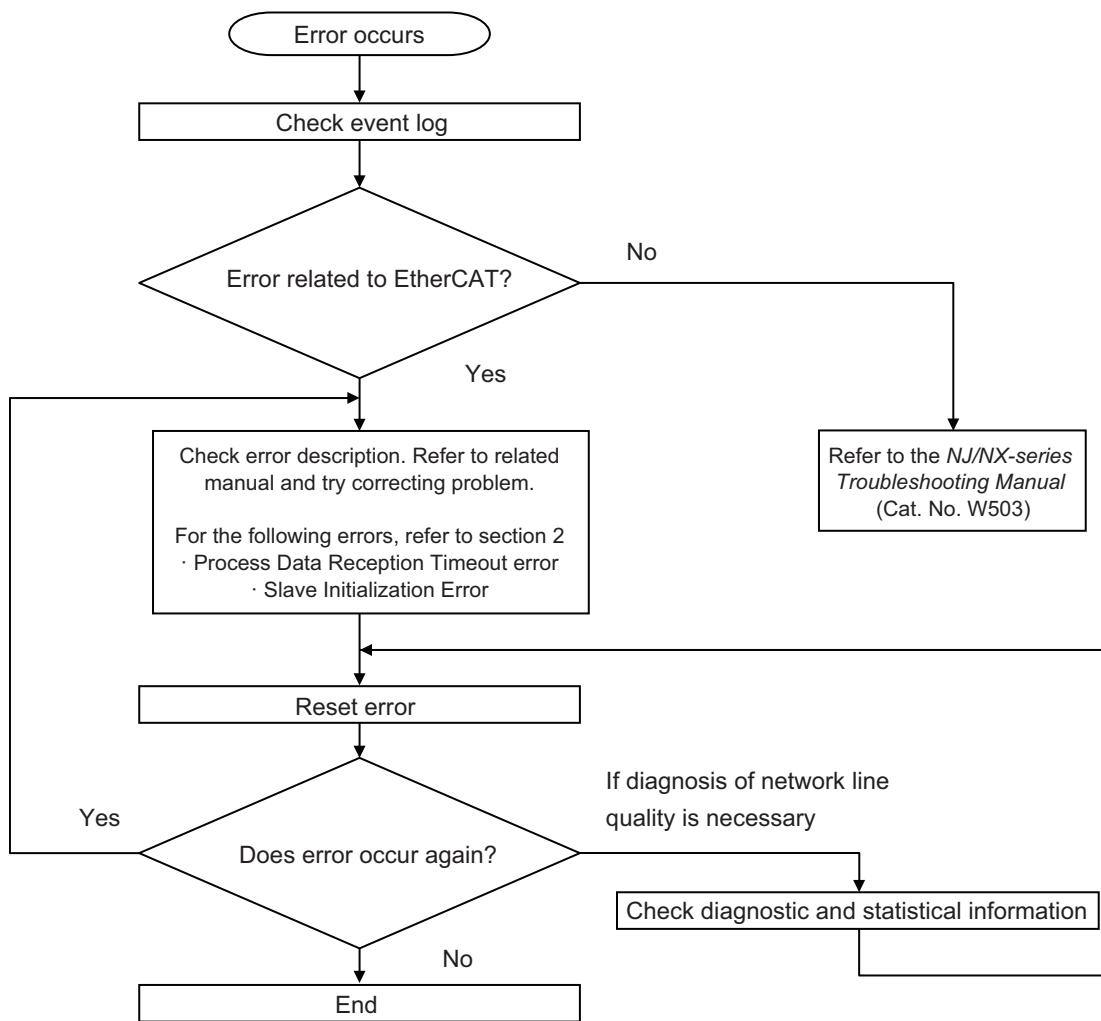 Error occurs
Check event log
Error related to EtherCAT?
No
Yes
Check error description. Refer to related
manual and try correcting problem.
For the following errors, refer to section 2
· Process Data Reception Timeout error
· Slave Initialization Error
Refer to the NJ/NX-series
Troubleshooting Manual
(Cat. No. W503)
Reset error
If diagnosis of network line
quality is necessary
Yes
Does error occur again?
Check diagnostic and statistical information
No
End